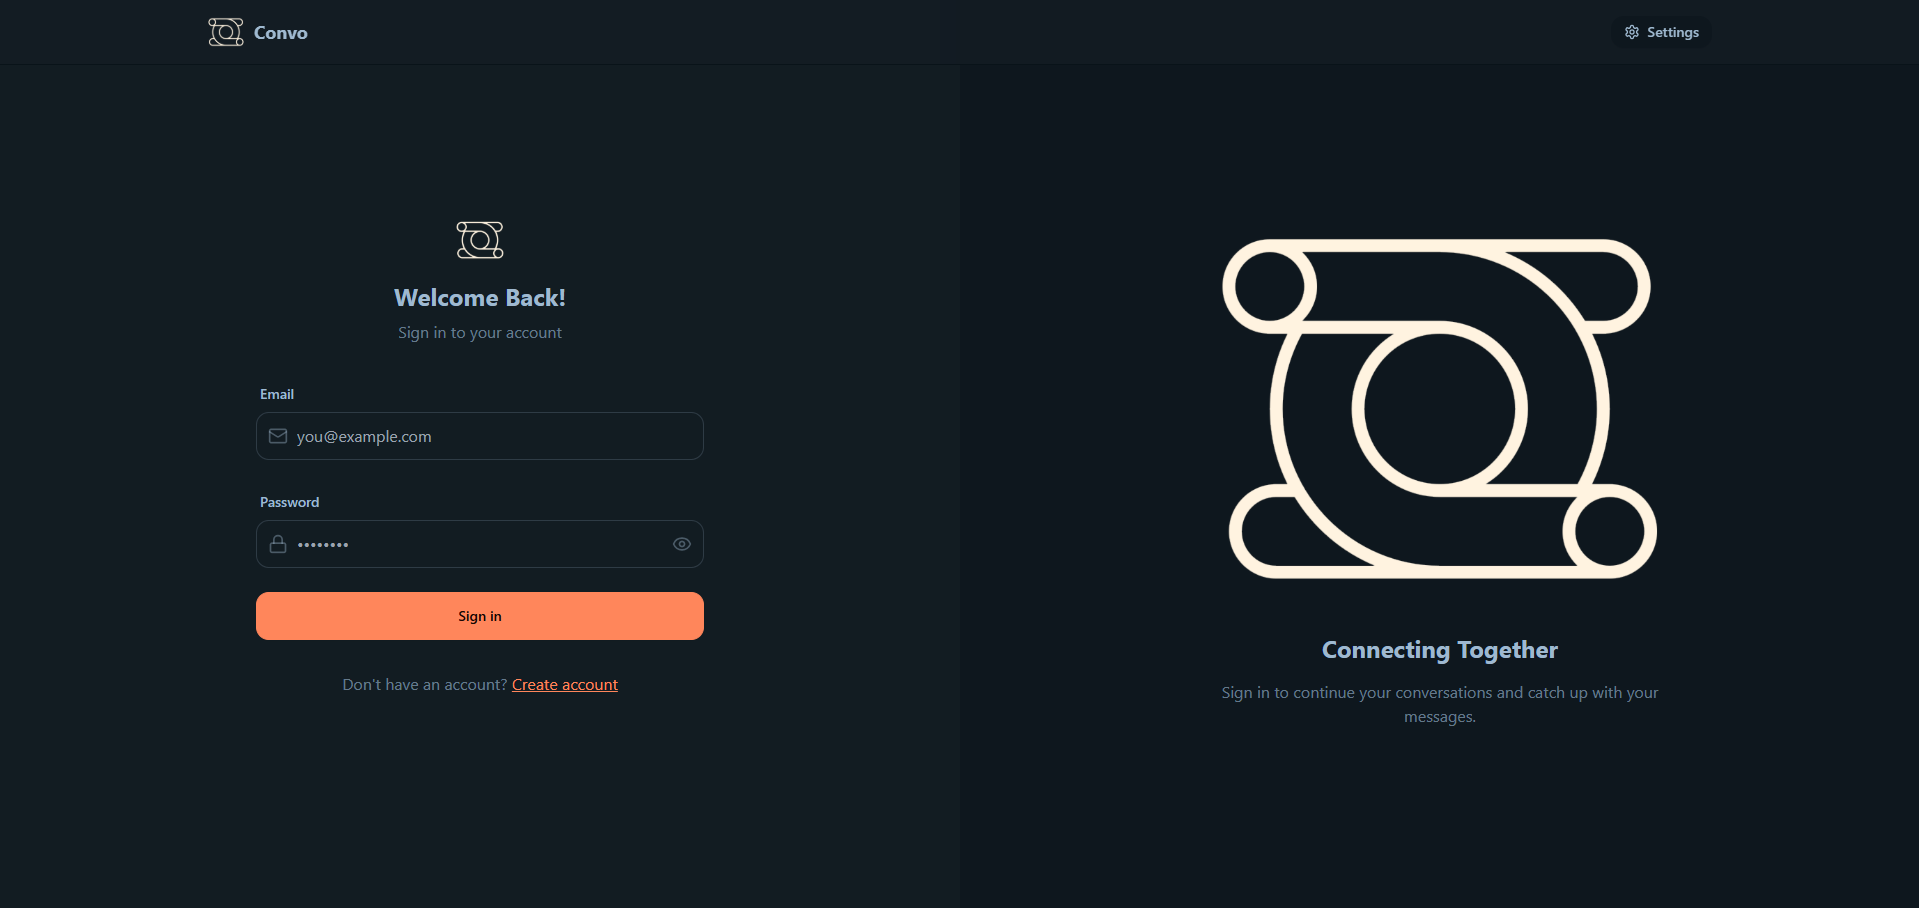 Convo
Settings
Welcome Back!
Sign in to your account
Email
you@example.com
Password
••••••••
Sign in
Don't have an account? Create account
Connecting Together
Sign in to continue your conversations and catch up with your
messages.